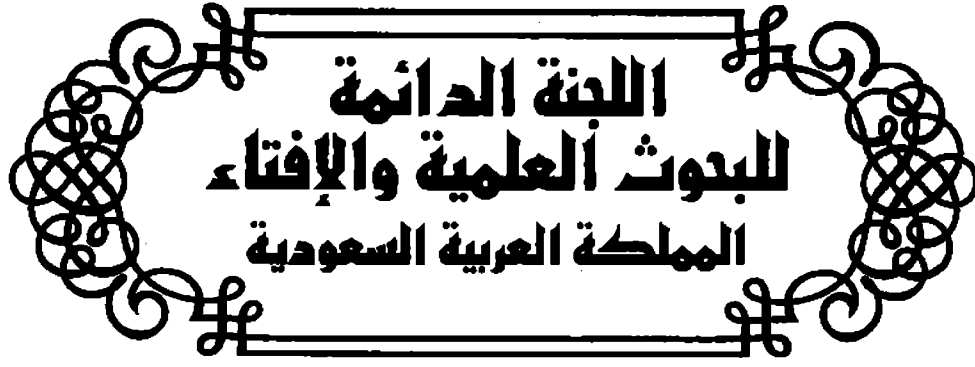 اللجنة الدائمة
للبحوث العلمية والإفتاء
المملكة العربية السعودية